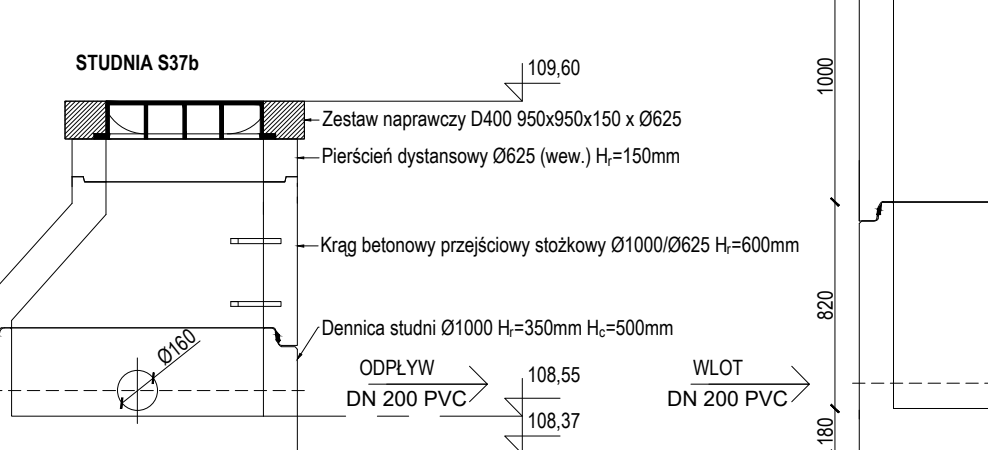 STUDNIA S37b
109,60
Zestaw naprawczy D400 950x950x150 x Ø625
Pierścień dystansowy Ø625 (wew.) Hr=150mm
Krąg betonowy przejściowy stożkowy Ø1000/Ø625 Hr=600mm
Dennica studni Ø1000 Hr=350mm Hc=500mm
Ø160
ODPŁYW
DN 200 PVC
108,55
108,37
WLOT
DN 200 PVC
1000
820
180